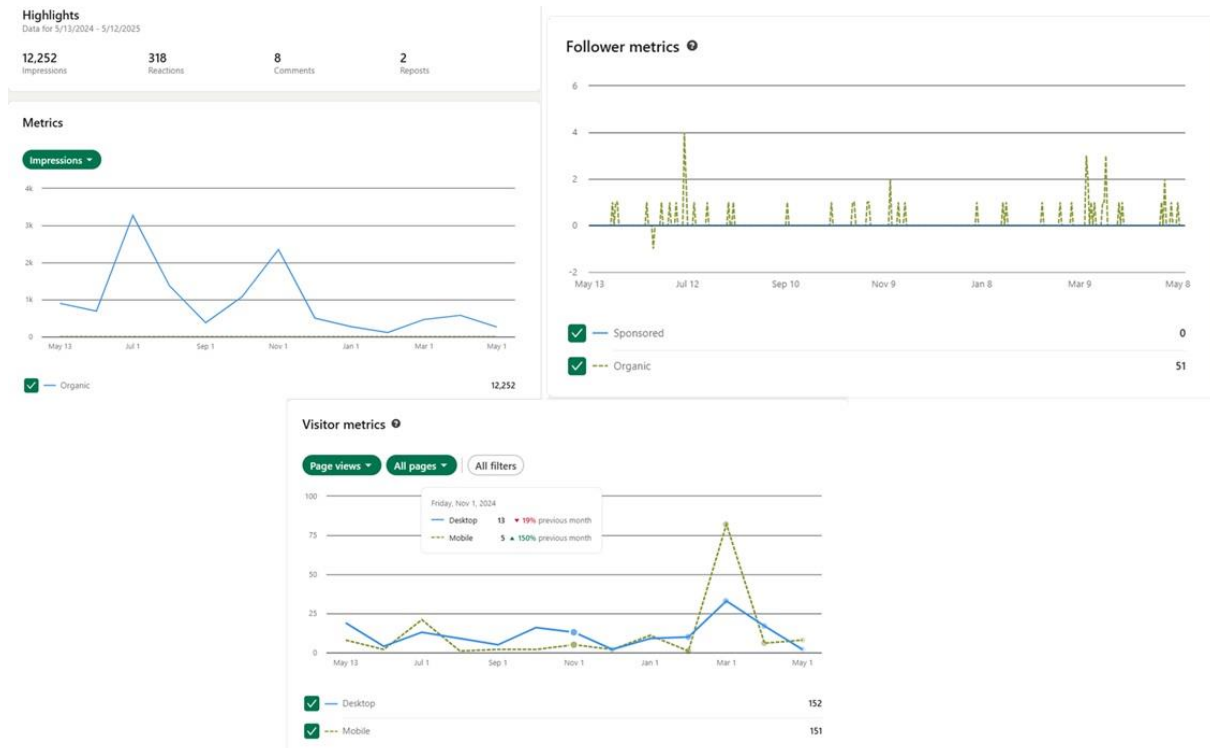 Highlights
Data for 5/13/2024 - 5/12/2025
12,252 318 8 2
Impressions Reactions Comments Reposts
Metrics
Impressions
4k
3k
2k
1k
0
May 13 Jul 1 Sep 1 Nov 1 Jan 1 Mar 1 May 1
Organic 12,252
Follower metrics
6
4
2
0
-2
May 13 Jul 12 Sep 10 Nov 9 Jan 8 Mar 9 May 8
Sponsored 0
Organic 51
Visitor metrics
Page views All pages All filters
100
75
50
25
0
Friday, Nov 1, 2024
Desktop 13 ▼ 19% previous month
Mobile 5 ▲ 150% previous month
May 13 Jul 1 Sep 1 Nov 1 Jan 1 Mar 1 May 1
Desktop 152
Mobile 151